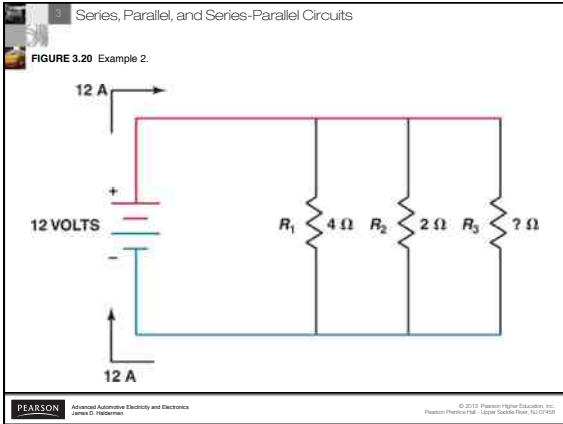 3 Series, Parallel, and Series-Parallel Circuits
FIGURE 3.20 Example 2.
12 A
+
12 VOLTS
R₁ 4 Ω R₂ 2 Ω R₃ ? Ω
−
12 A
PEARSON
Advanced Automotive Electricity and Electronics
James D. Halderman
© 2013 Pearson Higher Education, Inc.
Pearson Prentice Hall - Upper Saddle River, NJ 07458